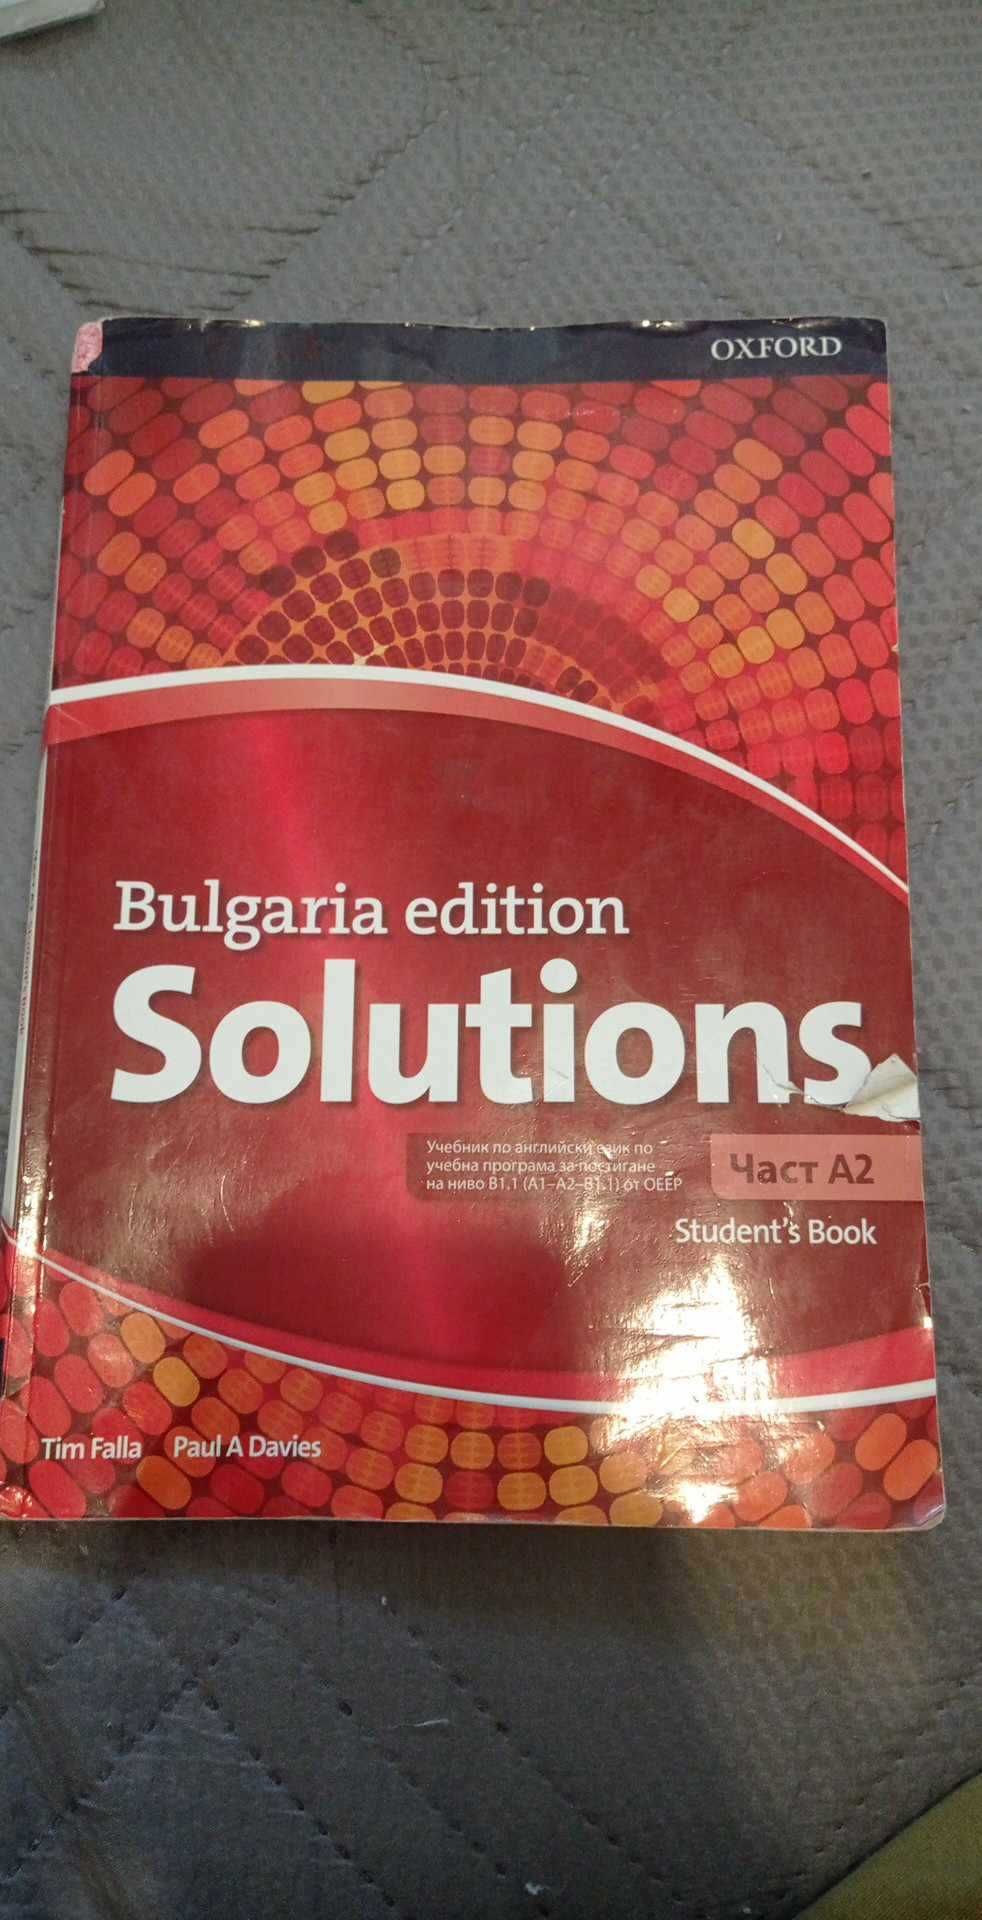 OXFORD
Bulgaria edition
Solutions
Учебник по английски език по
учебна програма за постигане
на ниво B1.1 (A1–A2–B1.1) от ОЕЕР
Част A2
Student's Book
Tim Falla Paul A Davies